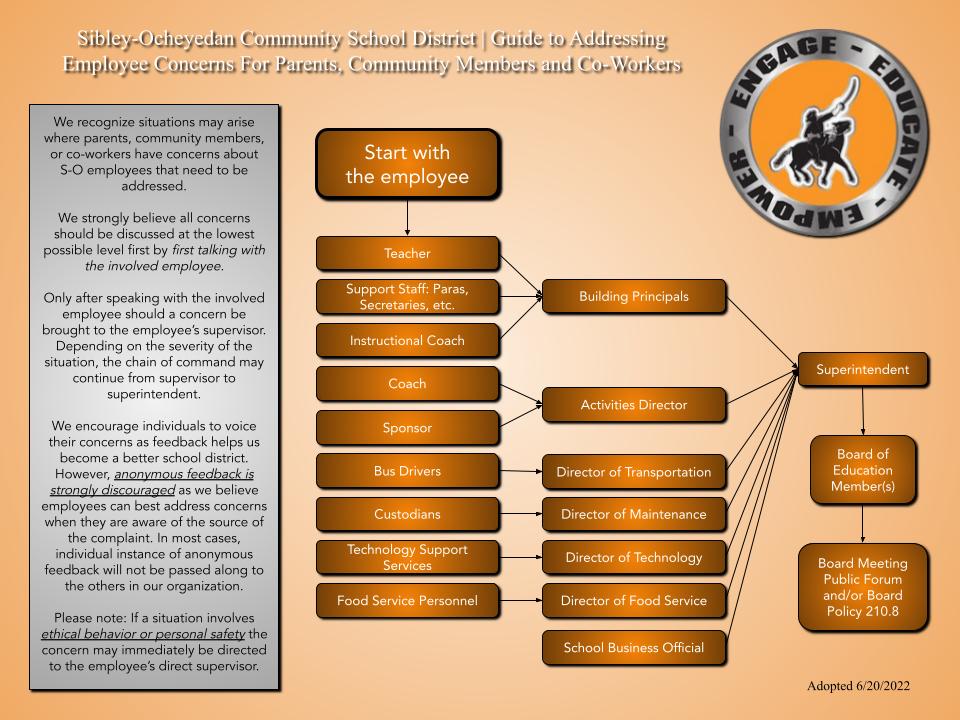 Sibley-Ocheyedan Community School District | Guide to Addressing
Employee Concerns For Parents, Community Members and Co-Workers
ENGAGE - EDUCATE - EMPOWER -
We recognize situations may arise
where parents, community members,
or co-workers have concerns about
S-O employees that need to be
addressed.
We strongly believe all concerns
should be discussed at the lowest
possible level first by first talking with
the involved employee.
Only after speaking with the involved
employee should a concern be
brought to the employee's supervisor.
Depending on the severity of the
situation, the chain of command may
continue from supervisor to
superintendent.
We encourage individuals to voice
their concerns as feedback helps us
become a better school district.
However, anonymous feedback is
strongly discouraged as we believe
employees can best address concerns
when they are aware of the source of
the complaint. In most cases,
individual instance of anonymous
feedback will not be passed along to
the others in our organization.
Please note: If a situation involves
ethical behavior or personal safety the
concern may immediately be directed
to the employee's direct supervisor.
Start with
the employee
Teacher
Support Staff: Paras,
Secretaries, etc.
Instructional Coach
Coach
Sponsor
Bus Drivers
Custodians
Technology Support
Services
Food Service Personnel
Building Principals
Activities Director
Director of Transportation
Director of Maintenance
Director of Technology
Director of Food Service
School Business Official
Superintendent
Board of
Education
Member(s)
Board Meeting
Public Forum
and/or Board
Policy 210.8
Adopted 6/20/2022